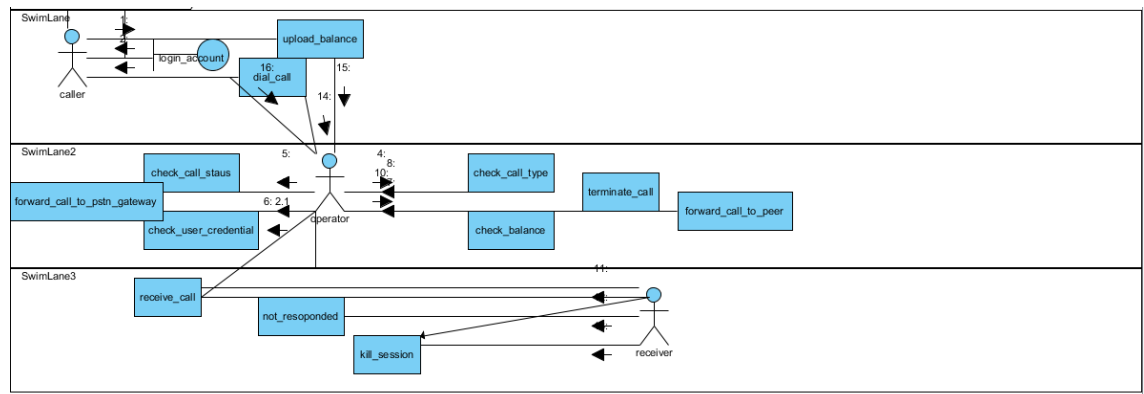 SwimLane
1:
2:
login_account
upload_balance
16:
dial_call
15:
14:
caller
SwimLane2
5:
4:
8:
10:
check_call_staus
check_call_type
terminate_call
forward_call_to_pstn_gateway
6: 2.1
operator
forward_call_to_peer
check_user_credential
check_balance
SwimLane3
11:
receive_call
not_resoponded
kill_session
receiver